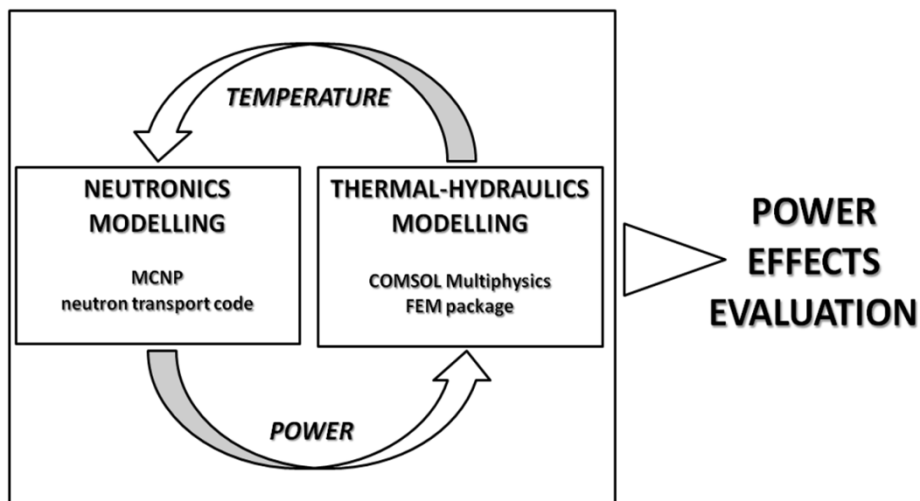 TEMPERATURE
NEUTRONICS
MODELLING
MCNP
neutron transport code
THERMAL-HYDRAULICS
MODELLING
COMSOL Multiphysics
FEM package
POWER
POWER
EFFECTS
EVALUATION